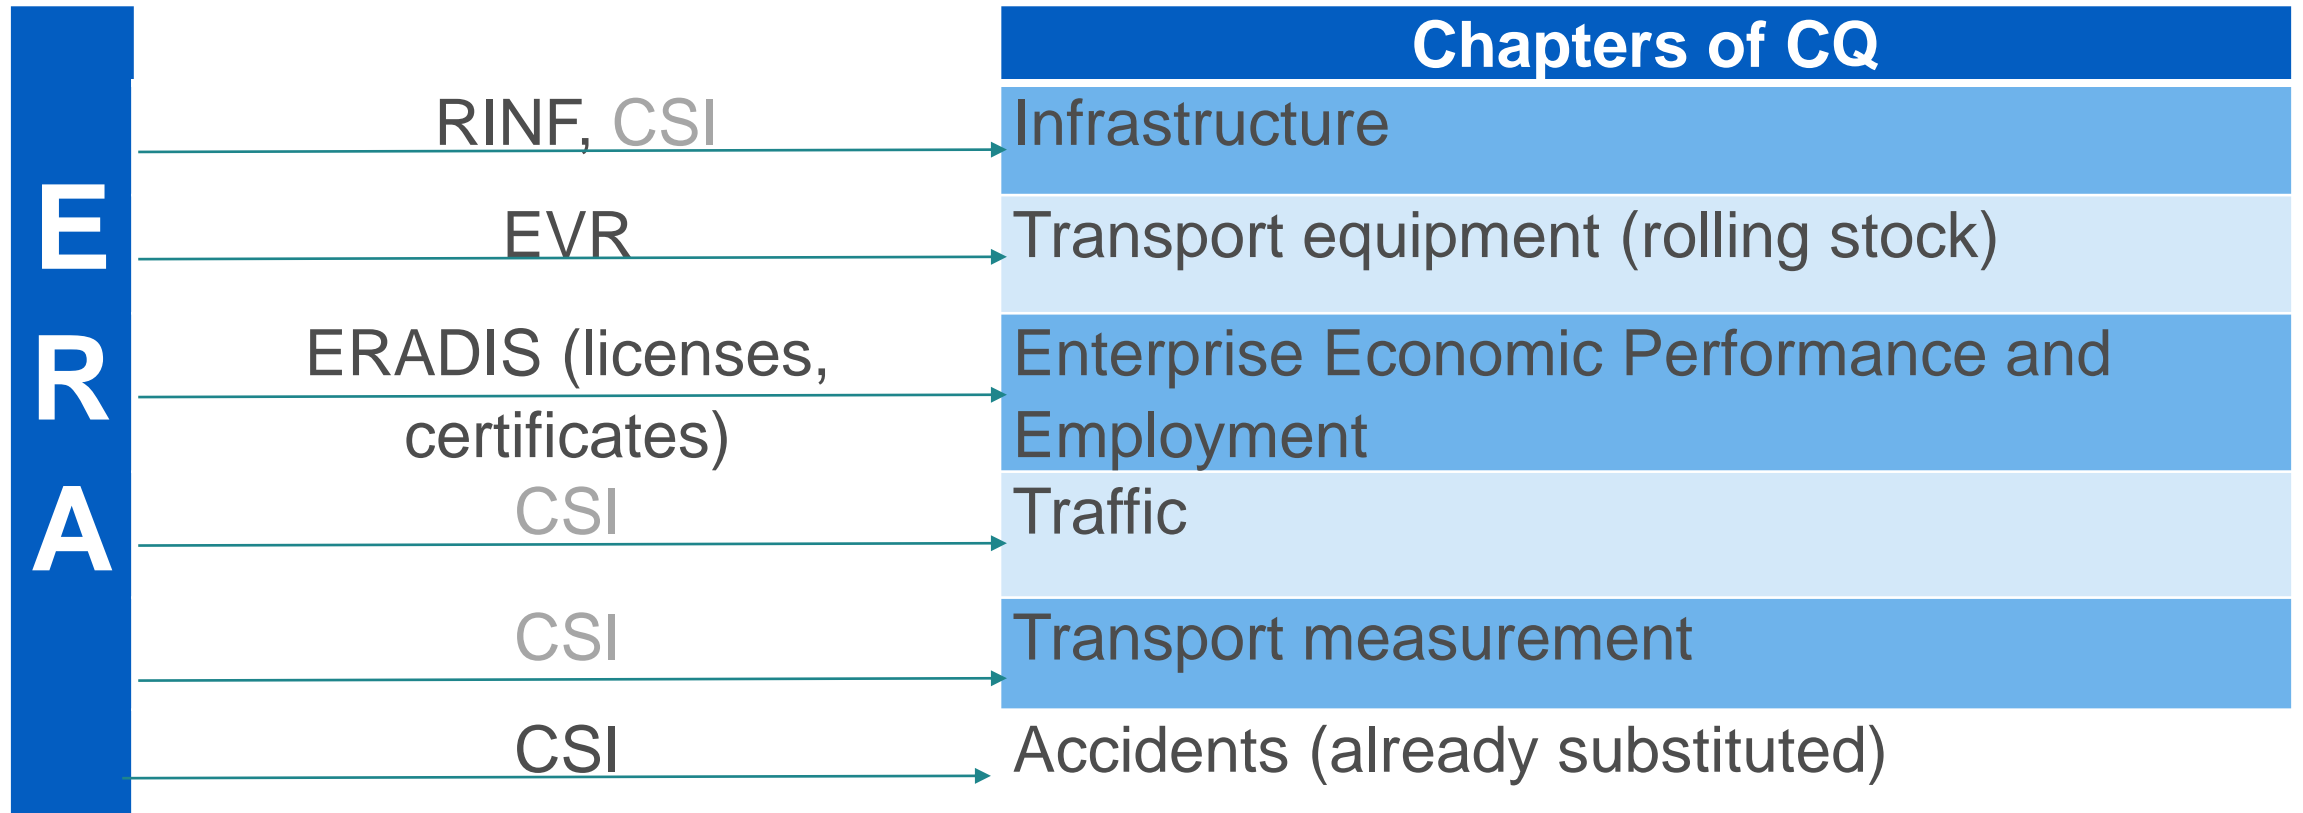 Chapters of CQ
RINF, CSI
Infrastructure
EVR
Transport equipment (rolling stock)
ERADIS (licenses,
certificates)
Enterprise Economic Performance and
Employment
CSI
Traffic
CSI
Transport measurement
CSI
Accidents (already substituted)
E
R
A